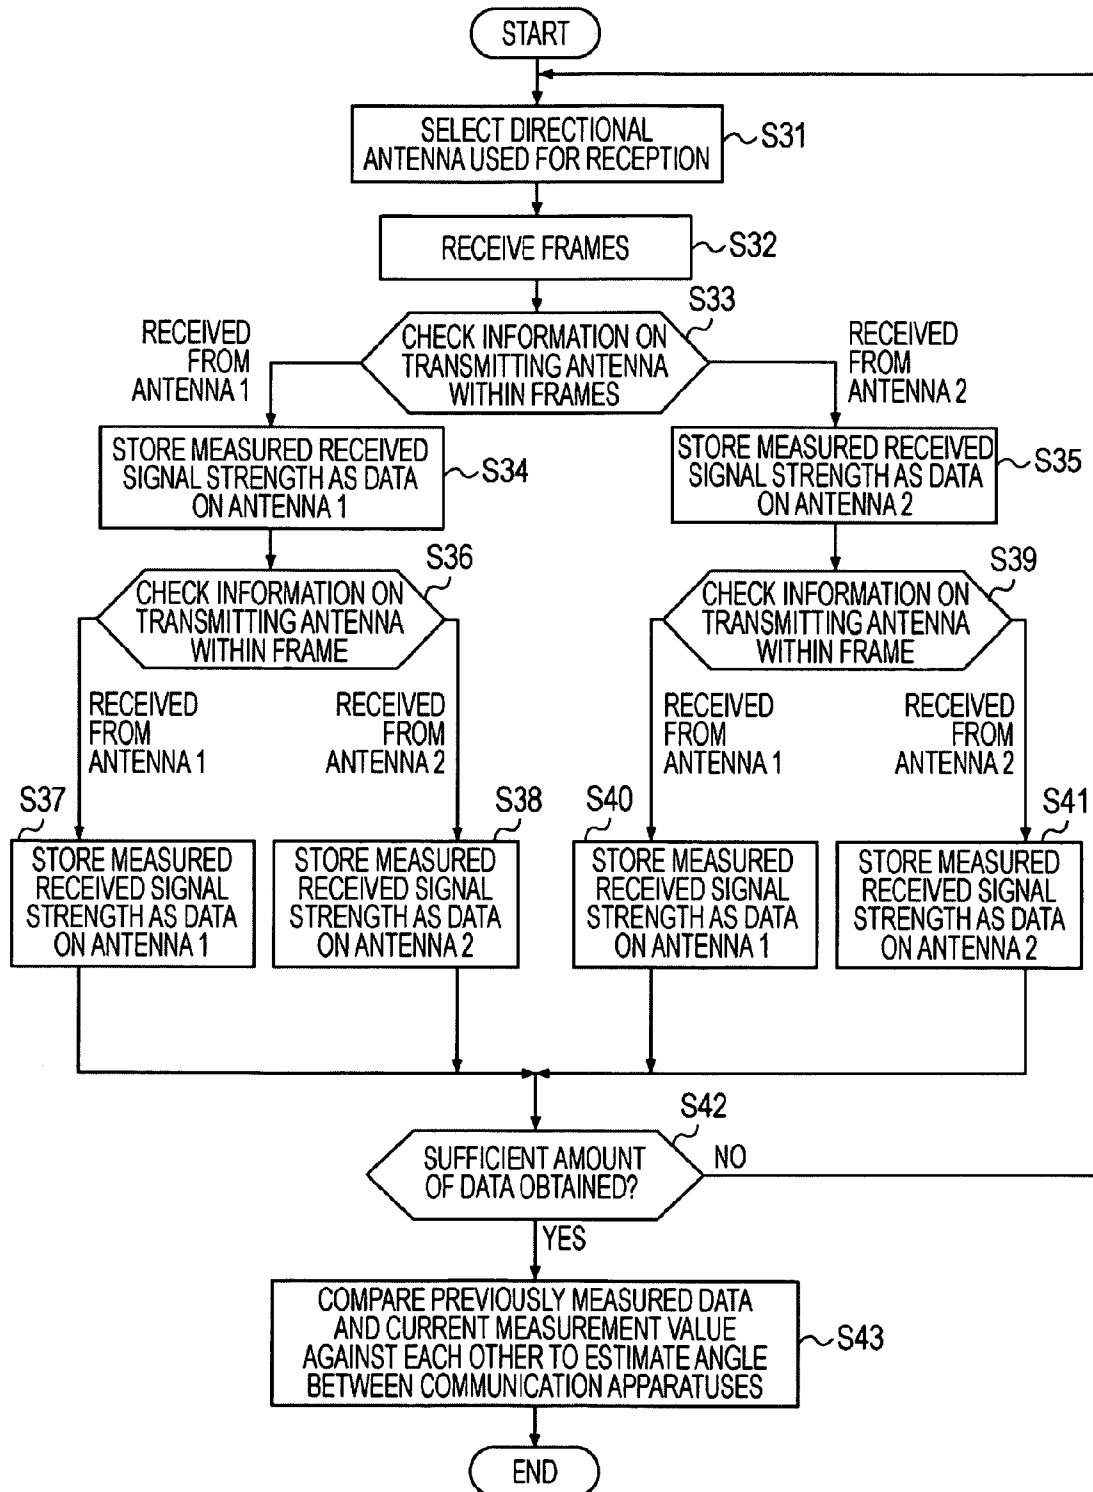 START
SELECT DIRECTIONAL
ANTENNA USED FOR RECEPTION
S31
RECEIVE FRAMES
S32
S33
CHECK INFORMATION ON
TRANSMITTING ANTENNA
WITHIN FRAMES
RECEIVED
FROM
ANTENNA 1
RECEIVED
FROM
ANTENNA 2
STORE MEASURED RECEIVED
SIGNAL STRENGTH AS DATA
ON ANTENNA 1
S34
STORE MEASURED RECEIVED
SIGNAL STRENGTH AS DATA
ON ANTENNA 2
S35
S36
CHECK INFORMATION ON
TRANSMITTING ANTENNA
WITHIN FRAME
S39
CHECK INFORMATION ON
TRANSMITTING ANTENNA
WITHIN FRAME
RECEIVED
FROM
ANTENNA 1
RECEIVED
FROM
ANTENNA 2
RECEIVED
FROM
ANTENNA 1
RECEIVED
FROM
ANTENNA 2
S37
STORE MEASURED
RECEIVED SIGNAL
STRENGTH AS DATA
ON ANTENNA 1
S38
STORE MEASURED
RECEIVED SIGNAL
STRENGTH AS DATA
ON ANTENNA 2
S40
STORE MEASURED
RECEIVED SIGNAL
STRENGTH AS DATA
ON ANTENNA 1
S41
STORE MEASURED
RECEIVED SIGNAL
STRENGTH AS DATA
ON ANTENNA 2
S42
SUFFICIENT AMOUNT
OF DATA OBTAINED?
NO
YES
COMPARE PREVIOUSLY MEASURED DATA
AND CURRENT MEASUREMENT VALUE
AGAINST EACH OTHER TO ESTIMATE ANGLE
BETWEEN COMMUNICATION APPARATUSES
S43
END